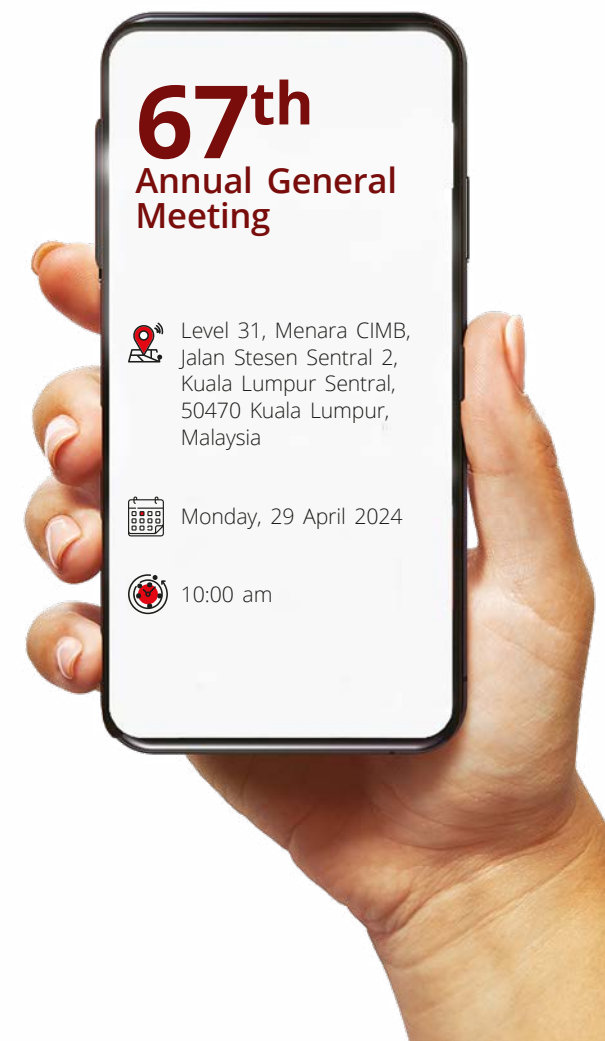 67th
Annual General
Meeting
Level 31, Menara CIMB,
Jalan Stesen Sentral 2,
Kuala Lumpur Sentral,
50470 Kuala Lumpur,
Malaysia
Monday, 29 April 2024
10:00 am